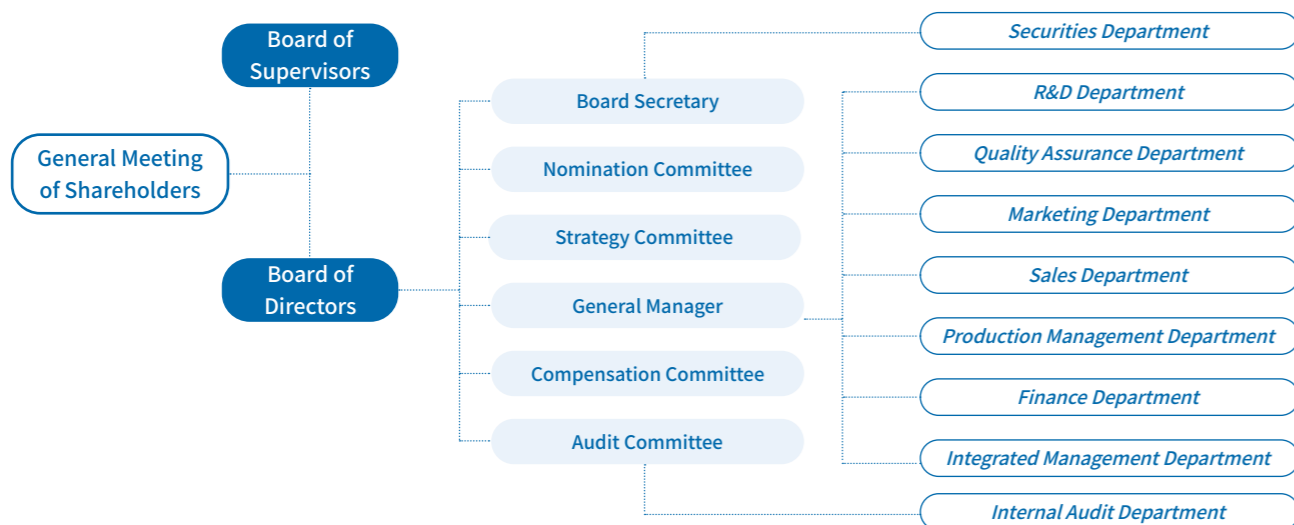 General Meeting
of Shareholders
Board of
Supervisors
Board of
Directors
Board Secretary
Nomination Committee
Strategy Committee
General Manager
Compensation Committee
Audit Committee
Securities Department
R&D Department
Quality Assurance Department
Marketing Department
Sales Department
Production Management Department
Finance Department
Integrated Management Department
Internal Audit Department